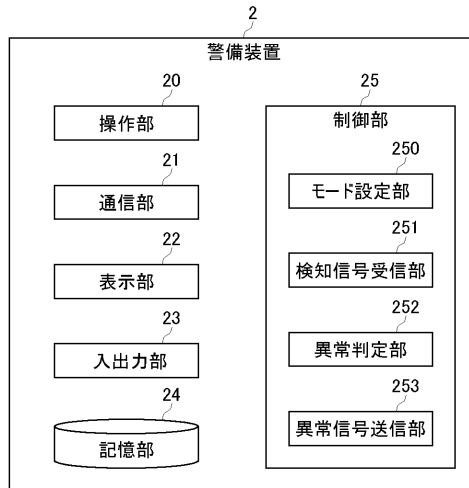 2
警備装置
20
操作部
21
通信部
22
表示部
23
入出力部
24
記憶部
25
制御部
250
モード設定部
251
検知信号受信部
252
異常判定部
253
異常信号送信部